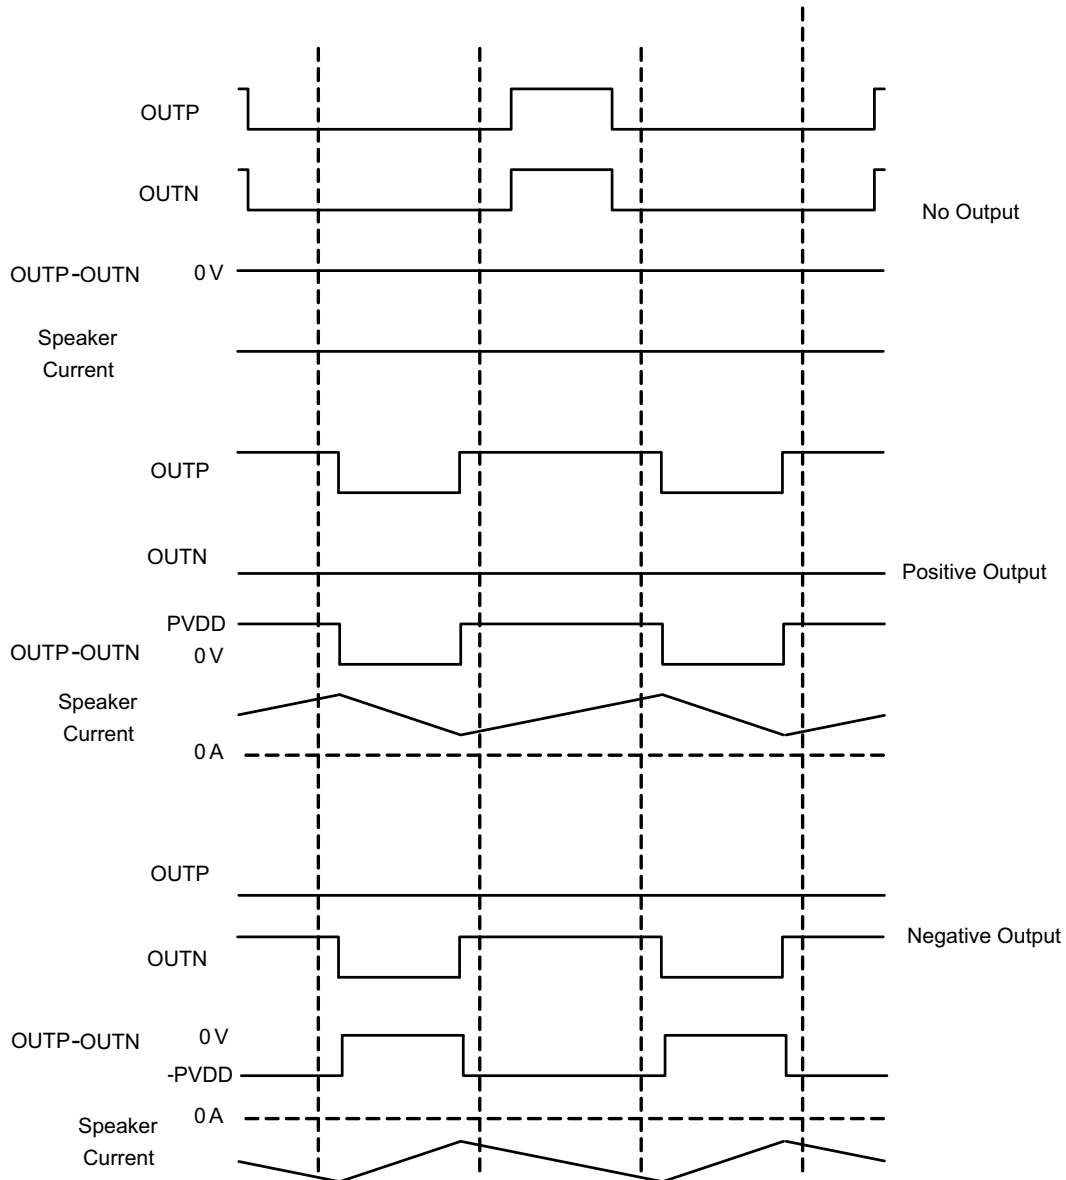 OUTP
OUTN
No Output
OUTP-OUTN 0 V
Speaker
Current
OUTP
OUTN
Positive Output
PVDD
OUTP-OUTN 0 V
Speaker
Current
0 A
OUTP
Negative Output
OUTN
OUTP-OUTN 0 V
-PVDD
0 A
Speaker
Current